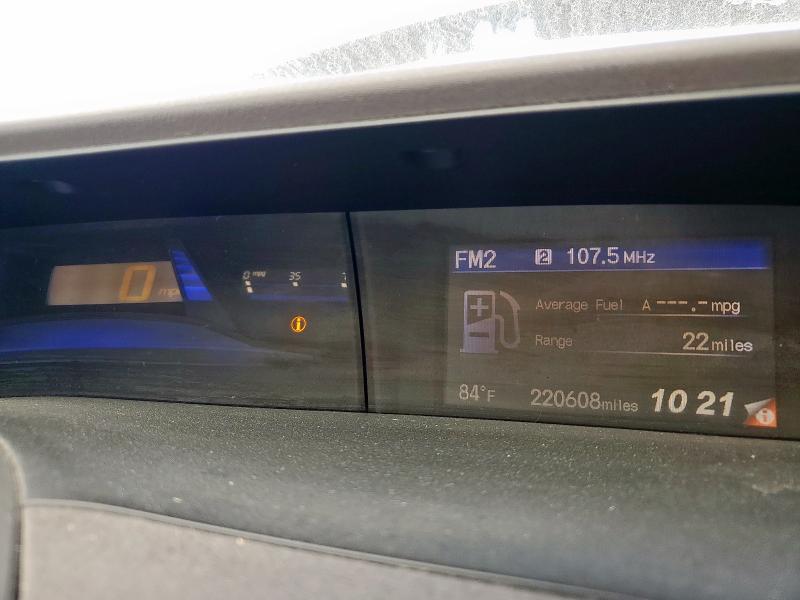 0 mph
0 mpg 35
i
FM2 2 107.5 MHz
Average Fuel A ---.- mpg
Range 22 miles
84°F 220608 miles 10 21 i